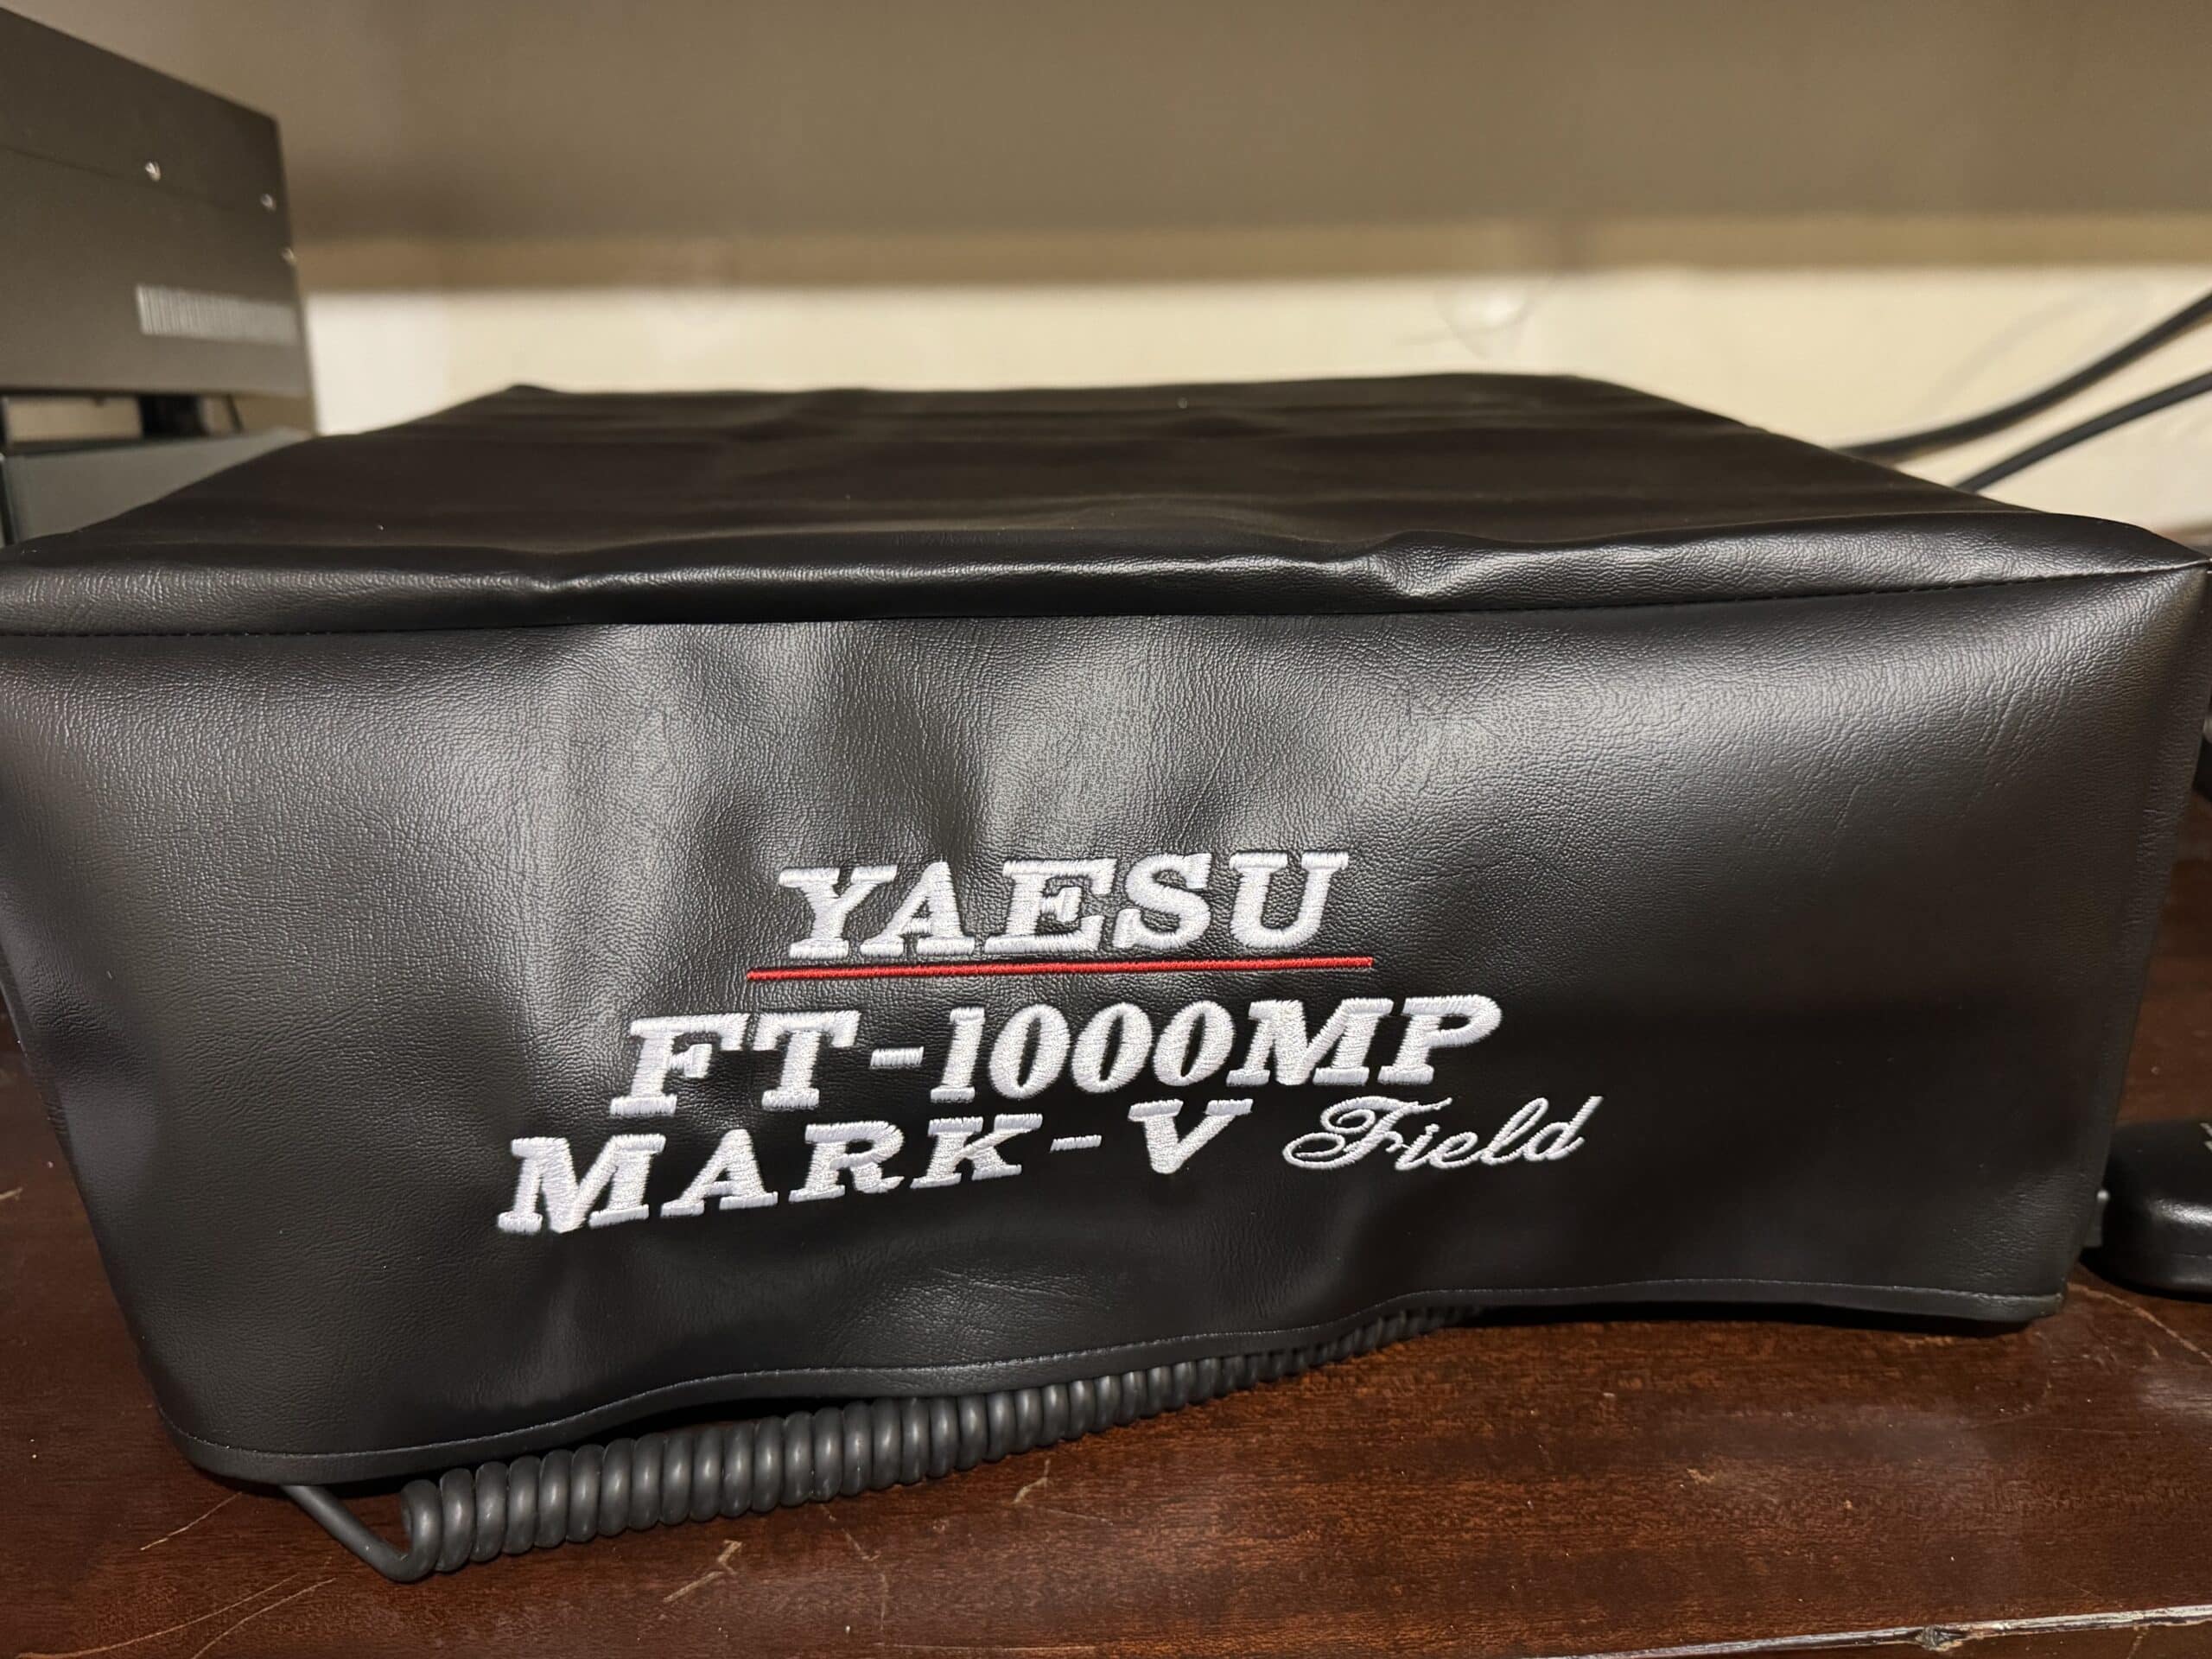 YAESU
FT-1000MP
MARK-V Field